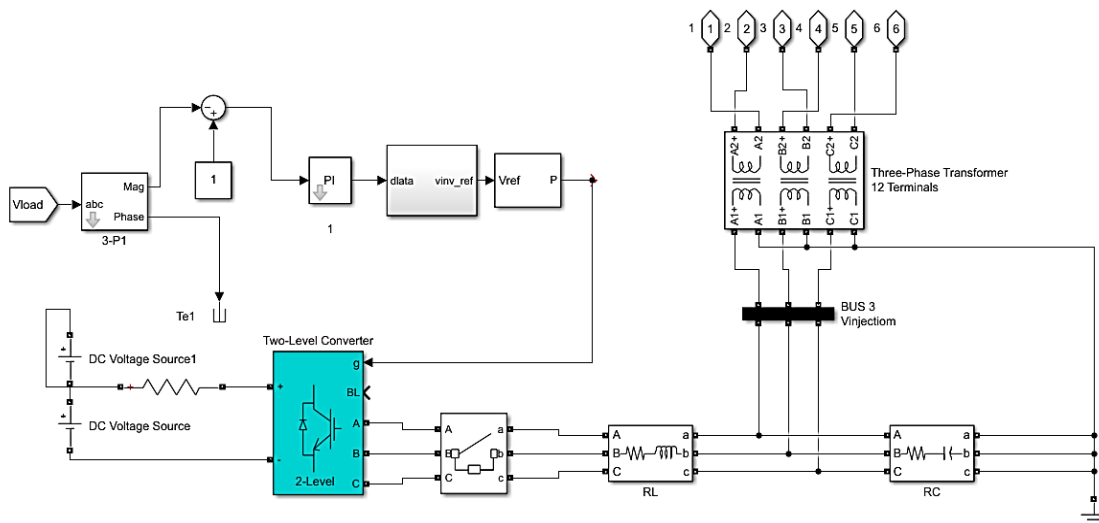 1 1 2 2 3 3 4 4 5 5 6 6
A2+ A2 B2+ B2 C2+ C2
Three-Phase Transformer
12 Terminals
A1+ A1 B1+ B1 C1+ C1
- +
1
Vload
abc
Mag
Phase
3-P1
PI
1
dlata vinv_ref
Vref P
Te1
BUS 3
Vinjectiom
Two-Level Converter
g
BL
+
DC Voltage Source1
+
+
A
B
C
-
2-Level
+
DC Voltage Source
A a
B b
C c
A a
B b
C c
RL
A a
B b
C c
RC